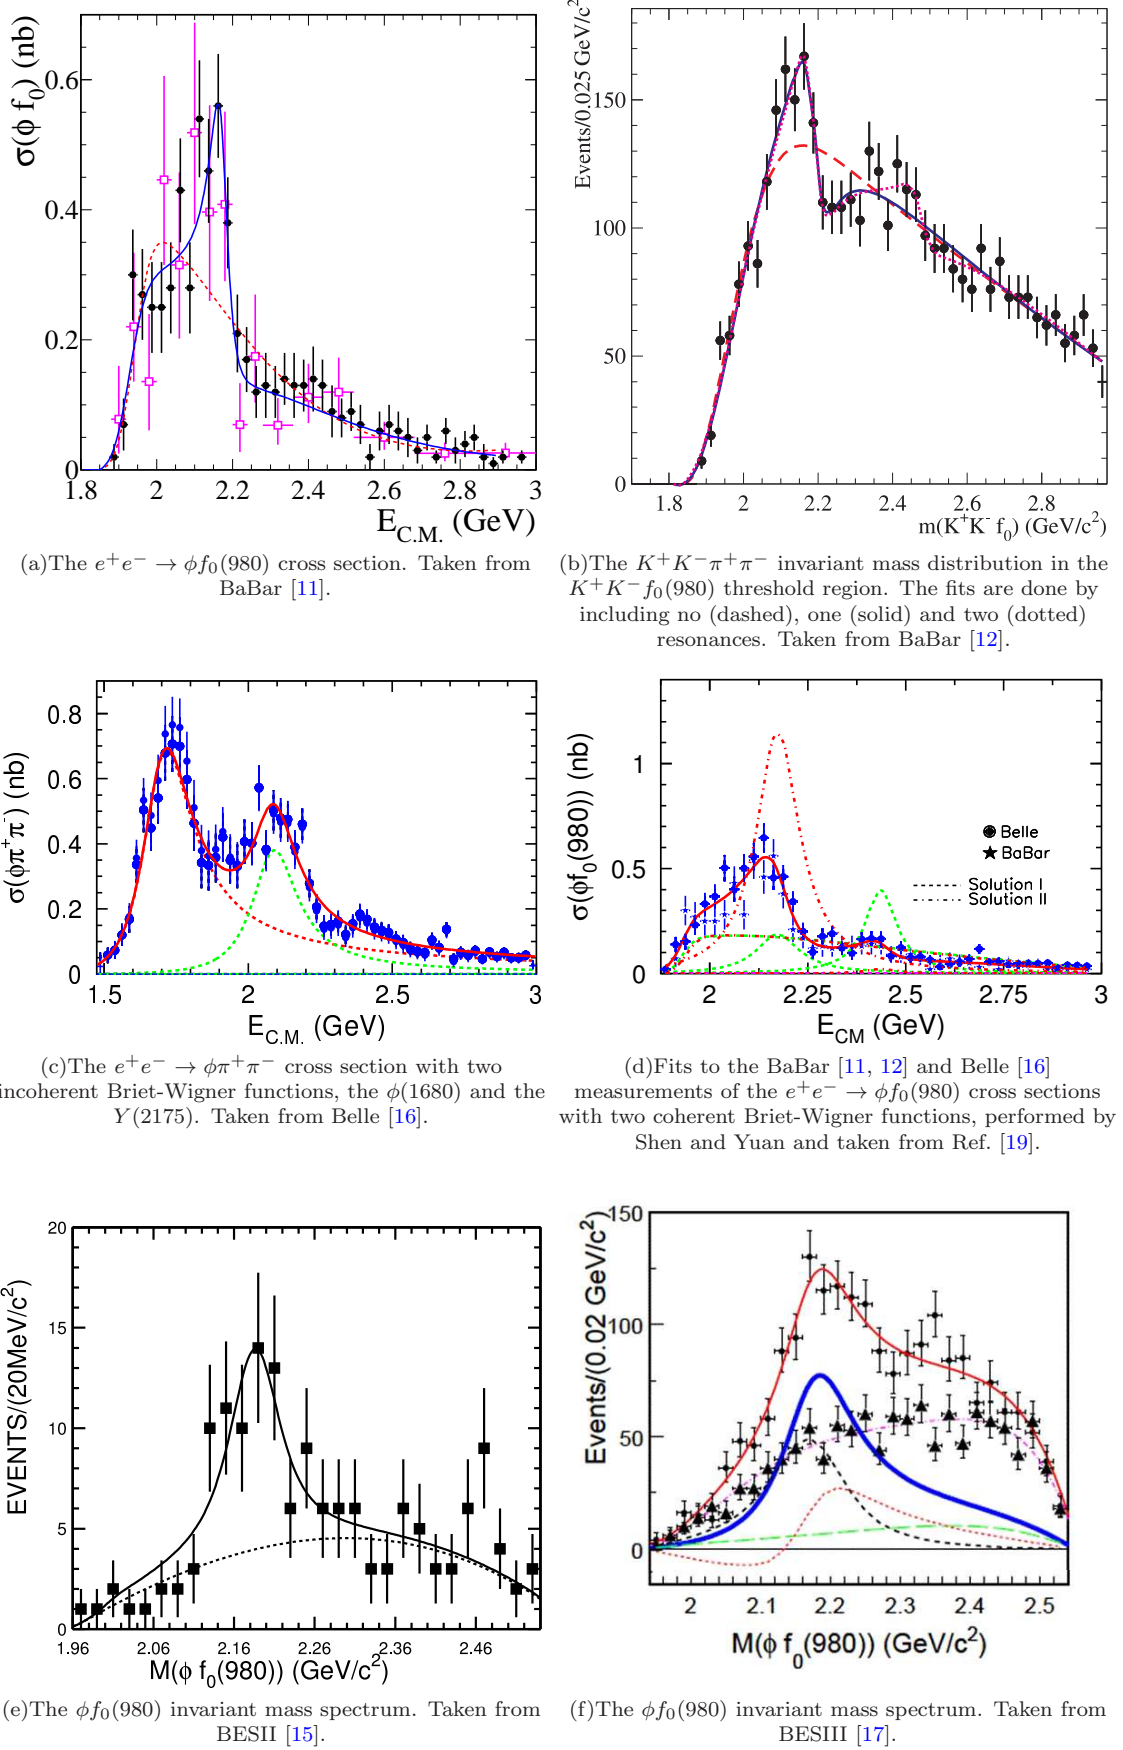 σ(ϕ f₀) (nb)
0.6
0.4
0.2
0
1.8 2 2.2 2.4 2.6 2.8 3
E_C.M. (GeV)
(a)The e⁺e⁻ → ϕf₀(980) cross section. Taken from
BaBar [11].
Events/0.025 GeV/c²
150
100
50
0
1.8 2 2.2 2.4 2.6 2.8
m(K⁺K⁻ f₀) (GeV/c²)
(b)The K⁺K⁻π⁺π⁻ invariant mass distribution in the
K⁺K⁻f₀(980) threshold region. The fits are done by
including no (dashed), one (solid) and two (dotted)
resonances. Taken from BaBar [12].
σ(ϕπ⁺π⁻) (nb)
0.8
0.6
0.4
0.2
0
1.5 2 2.5 3
E_C.M. (GeV)
(c)The e⁺e⁻ → ϕπ⁺π⁻ cross section with two
incoherent Briet-Wigner functions, the ϕ(1680) and the
Y(2175). Taken from Belle [16].
σ(ϕf₀(980)) (nb)
1
0.5
0
Belle
BaBar
Solution I
Solution II
2 2.25 2.5 2.75 3
E_CM (GeV)
(d)Fits to the BaBar [11, 12] and Belle [16]
measurements of the e⁺e⁻ → ϕf₀(980) cross sections
with two coherent Briet-Wigner functions, performed by
Shen and Yuan and taken from Ref. [19].
EVENTS/(20MeV/c²)
20
15
10
5
0
1.96 2.06 2.16 2.26 2.36 2.46
M(ϕ f₀(980)) (GeV/c²)
(e)The ϕf₀(980) invariant mass spectrum. Taken from
BESII [15].
Events/(0.02 GeV/c²)
150
100
50
0
2 2.1 2.2 2.3 2.4 2.5
M(ϕ f₀(980)) (GeV/c²)
(f)The ϕf₀(980) invariant mass spectrum. Taken from
BESIII [17].